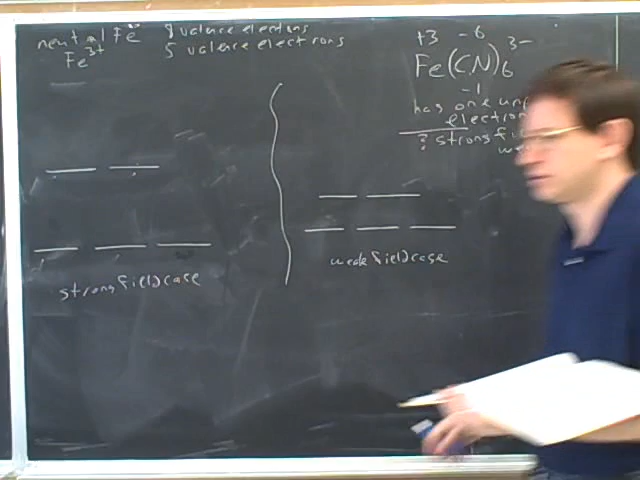 neutral Fe 8 valence electrons
Fe3+ 5 valence electrons
+3 -6
Fe(CN)6 3-
-1
has one un
electron
? strong fi
strong field case
weak field case